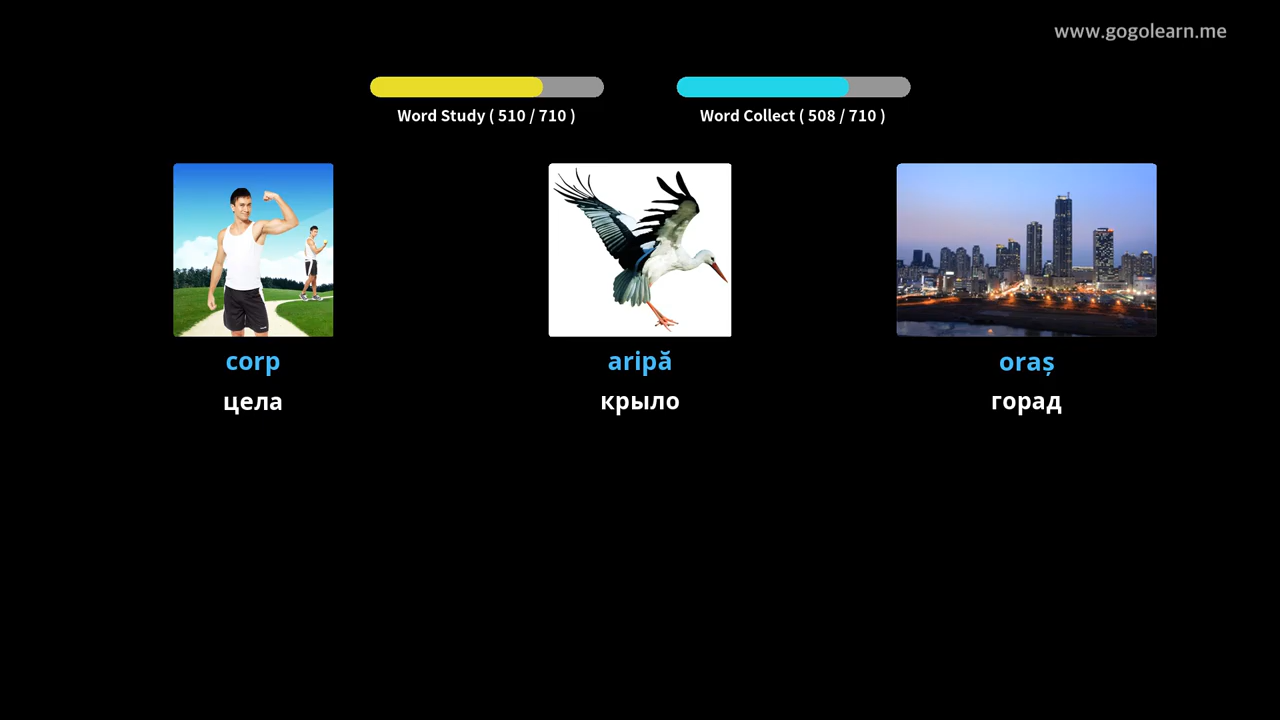 www.gogolearn.me
Word Study ( 510 / 710 )
Word Collect ( 508 / 710 )
corp
aripă
oraș
цела
крыло
горад